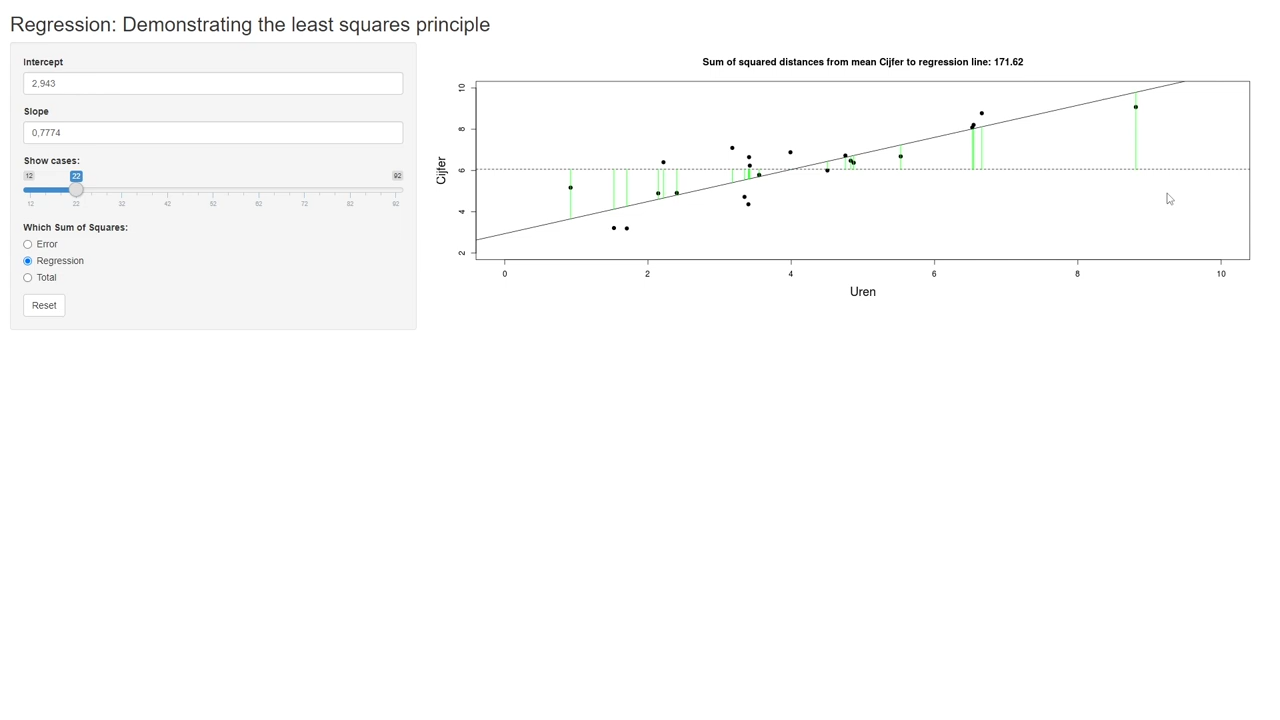 Regression: Demonstrating the least squares principle
Intercept
2,943
Slope
0,7774
Show cases:
12 22 92
12 22 32 42 52 62 72 82 92
Which Sum of Squares:
Error
Regression
Total
Reset
Sum of squared distances from mean Cijfer to regression line: 171.62
Cijfer
10
8
6
4
2
0 2 4 6 8 10
Uren